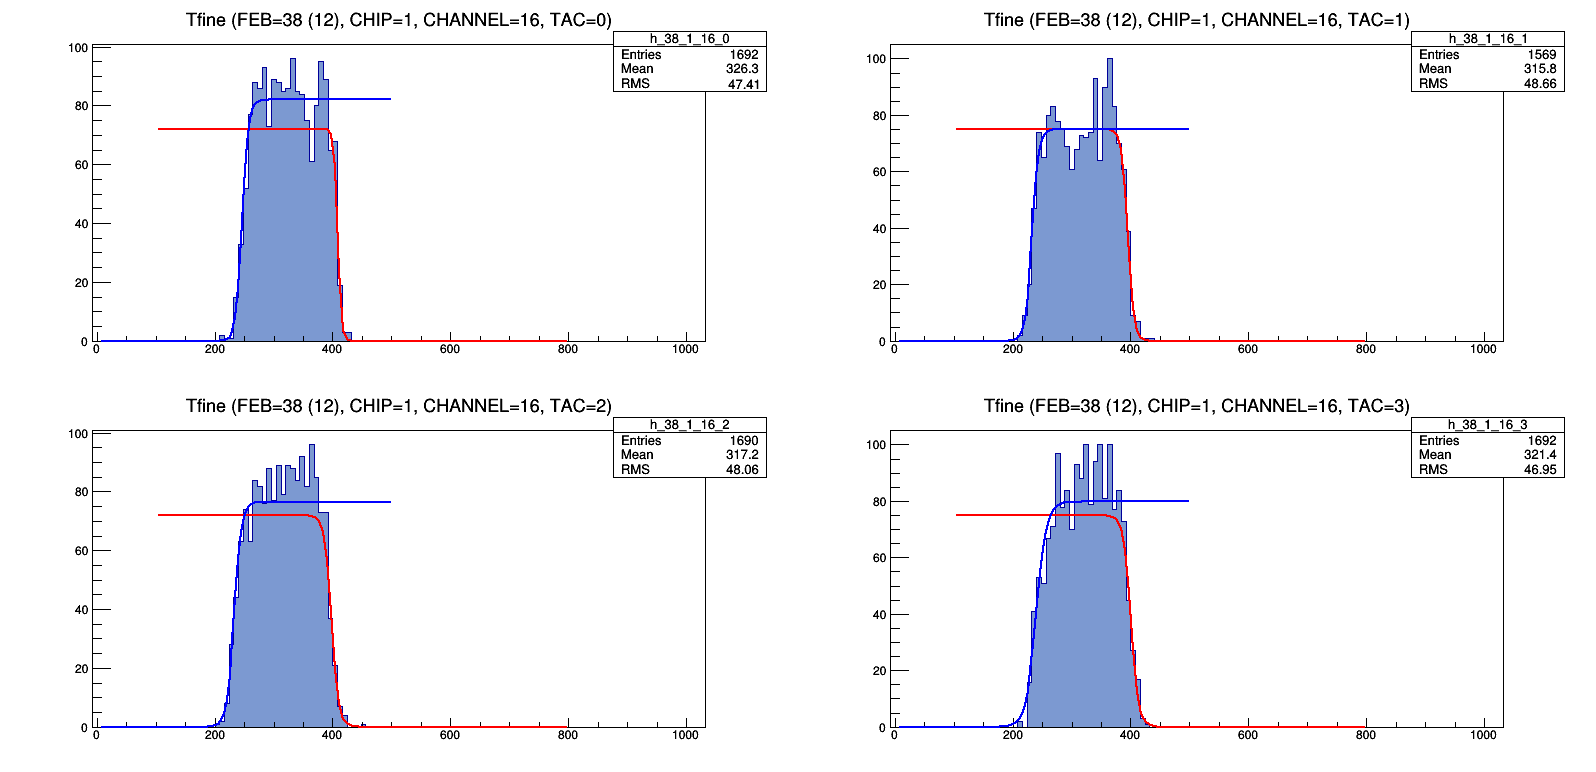 Tfine (FEB=38 (12), CHIP=1, CHANNEL=16, TAC=0)
h_38_1_16_0
Entries 1692
Mean 326.3
RMS 47.41
100
80
60
40
20
0
0 200 400 600 800 1000
Tfine (FEB=38 (12), CHIP=1, CHANNEL=16, TAC=1)
h_38_1_16_1
Entries 1569
Mean 315.8
RMS 48.66
100
80
60
40
20
0
0 200 400 600 800 1000
Tfine (FEB=38 (12), CHIP=1, CHANNEL=16, TAC=2)
h_38_1_16_2
Entries 1690
Mean 317.2
RMS 48.06
100
80
60
40
20
0
0 200 400 600 800 1000
Tfine (FEB=38 (12), CHIP=1, CHANNEL=16, TAC=3)
h_38_1_16_3
Entries 1692
Mean 321.4
RMS 46.95
100
80
60
40
20
0
0 200 400 600 800 1000